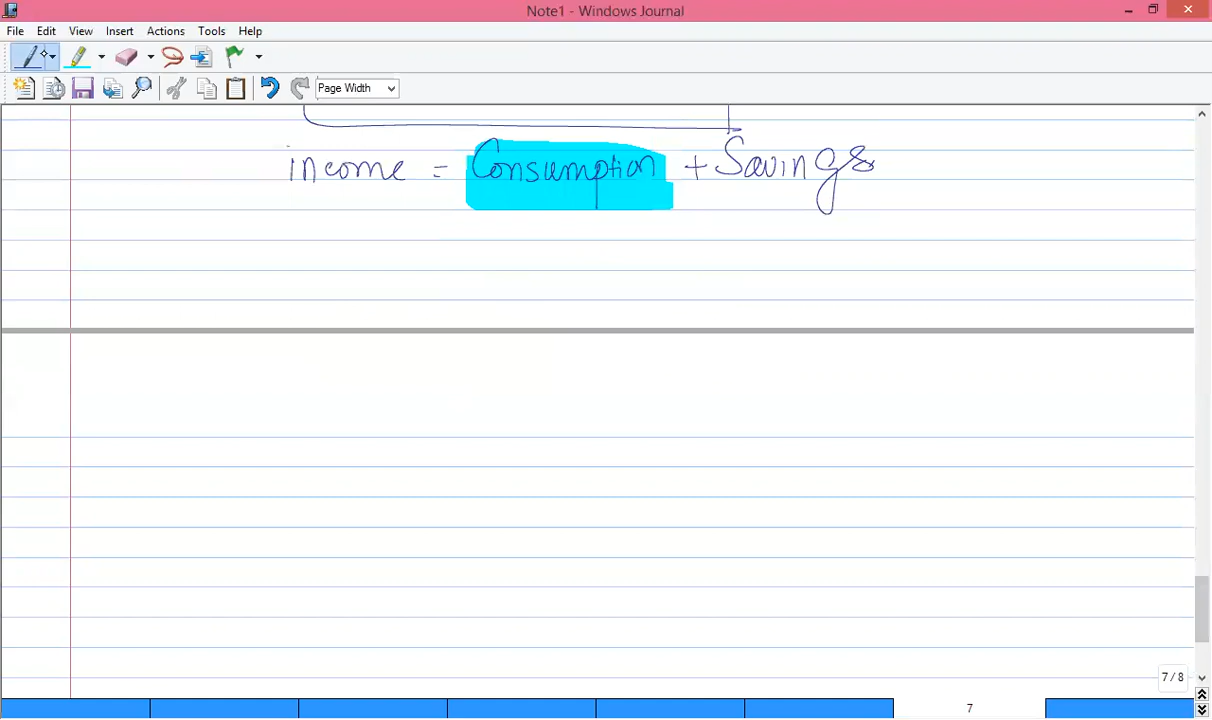 Note1 - Windows Journal
File Edit View Insert Actions Tools Help
Page Width
income = Consumption + Savings
7 / 8
7